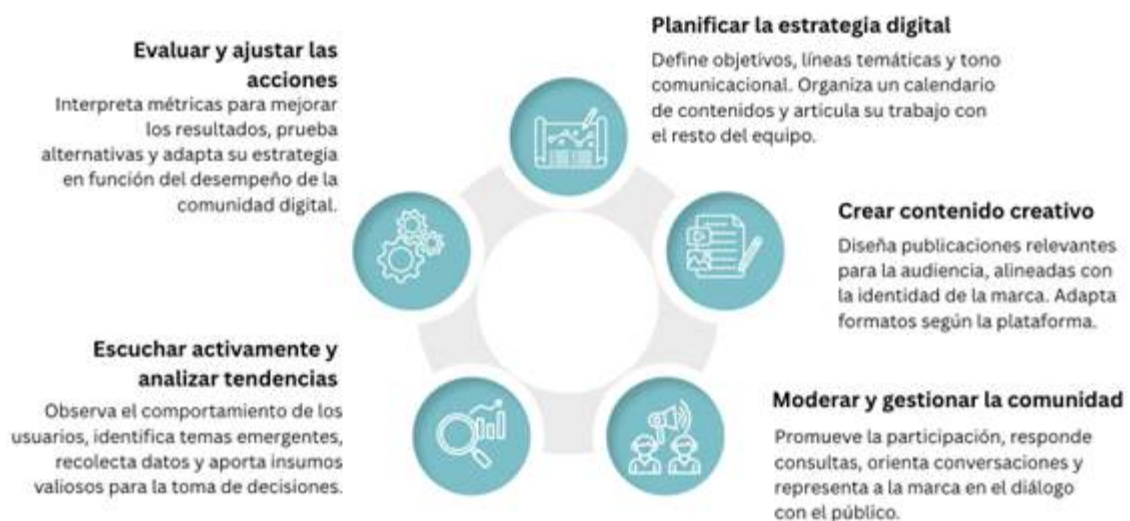 Planificar la estrategia digital
Define objetivos, líneas temáticas y tono
comunicacional. Organiza un calendario
de contenidos y articula su trabajo con
el resto del equipo.
Crear contenido creativo
Diseña publicaciones relevantes
para la audiencia, alineadas con
la identidad de la marca. Adapta
formatos según la plataforma.
Moderar y gestionar la comunidad
Promueve la participación, responde
consultas, orienta conversaciones y
representa a la marca en el diálogo
con el público.
Escuchar activamente y
analizar tendencias
Observa el comportamiento de los
usuarios, identifica temas emergentes,
recolecta datos y aporta insumos
valiosos para la toma de decisiones.
Evaluar y ajustar las
acciones
Interpreta métricas para mejorar
los resultados, prueba
alternativas y adapta su estrategia
en función del desempeño de la
comunidad digital.